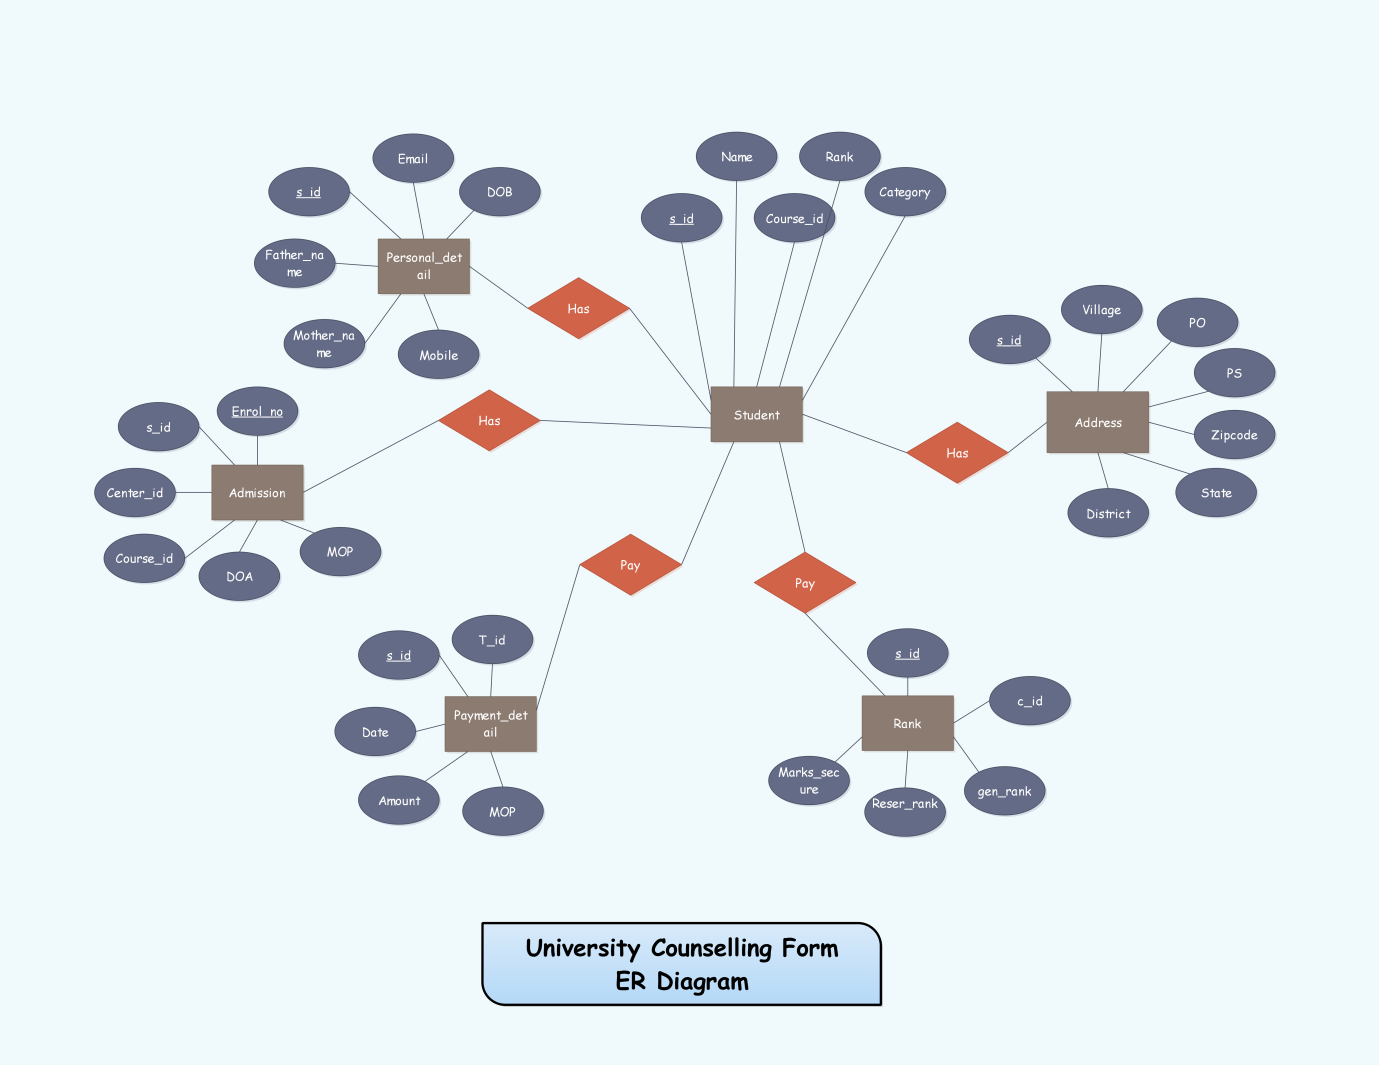 Email
s_id
DOB
Father_na
me
Personal_det
ail
Mother_na
me
Mobile
Has
Name
Rank
Category
s_id
Course_id
Student
Village
s_id
PO
PS
Address
Zipcode
State
District
Has
Enrol_no
s_id
Has
Center_id
Admission
Course_id
DOA
MOP
Pay
Pay
T_id
s_id
Payment_det
ail
Date
Amount
MOP
s_id
c_id
Rank
Marks_sec
ure
Reser_rank
gen_rank
University Counselling Form
ER Diagram